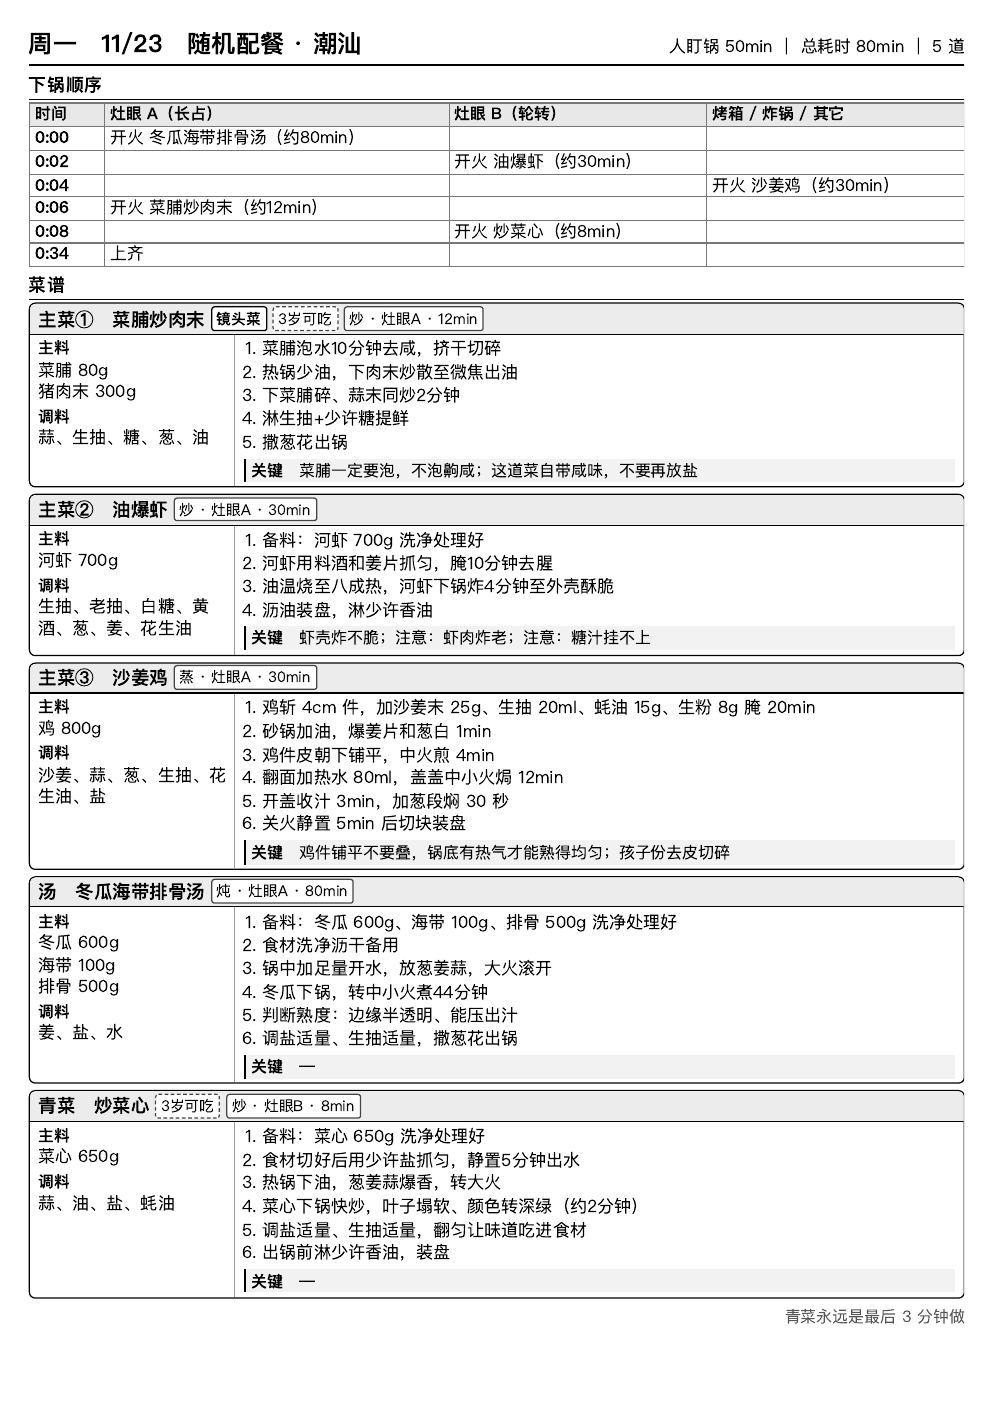 周一 11/23 随机配餐 · 潮汕
人盯锅 50min ｜ 总耗时 80min ｜ 5 道
下锅顺序
时间 灶眼 A（长占） 灶眼 B（轮转） 烤箱 / 炸锅 / 其它
0:00 开火 冬瓜海带排骨汤（约80min）
0:02 开火 油爆虾（约30min）
0:04 开火 沙姜鸡（约30min）
0:06 开火 菜脯炒肉末（约12min）
0:08 开火 炒菜心（约8min）
0:34 上齐
菜谱
主菜① 菜脯炒肉末 镜头菜 3岁可吃 炒 · 灶眼A · 12min
主料
菜脯 80g
猪肉末 300g
调料
蒜、生抽、糖、葱、油
1. 菜脯泡水10分钟去咸，挤干切碎
2. 热锅少油，下肉末炒散至微焦出油
3. 下菜脯碎、蒜末同炒2分钟
4. 淋生抽+少许糖提鲜
5. 撒葱花出锅
关键 菜脯一定要泡，不泡齁咸；这道菜自带咸味，不要再放盐
主菜② 油爆虾 炒 · 灶眼A · 30min
主料
河虾 700g
调料
生抽、老抽、白糖、黄
酒、葱、姜、花生油
1. 备料：河虾 700g 洗净处理好
2. 河虾用料酒和姜片抓匀，腌10分钟去腥
3. 油温烧至八成热，河虾下锅炸4分钟至外壳酥脆
4. 沥油装盘，淋少许香油
关键 虾壳炸不脆；注意：虾肉炸老；注意：糖汁挂不上
主菜③ 沙姜鸡 蒸 · 灶眼A · 30min
主料
鸡 800g
调料
沙姜、蒜、葱、生抽、花
生油、盐
1. 鸡斩 4cm 件，加沙姜末 25g、生抽 20ml、蚝油 15g、生粉 8g 腌 20min
2. 砂锅加油，爆姜片和葱白 1min
3. 鸡件皮朝下铺平，中火煎 4min
4. 翻面加热水 80ml，盖盖中小火焗 12min
5. 开盖收汁 3min，加葱段焖 30 秒
6. 关火静置 5min 后切块装盘
关键 鸡件铺平不要叠，锅底有热气才能熟得均匀；孩子份去皮切碎
汤 冬瓜海带排骨汤 炖 · 灶眼A · 80min
主料
冬瓜 600g
海带 100g
排骨 500g
调料
姜、盐、水
1. 备料：冬瓜 600g、海带 100g、排骨 500g 洗净处理好
2. 食材洗净沥干备用
3. 锅中加足量开水，放葱姜蒜，大火滚开
4. 冬瓜下锅，转中小火煮44分钟
5. 判断熟度：边缘半透明、能压出汁
6. 调盐适量、生抽适量，撒葱花出锅
关键 —
青菜 炒菜心 3岁可吃 炒 · 灶眼B · 8min
主料
菜心 650g
调料
蒜、油、盐、蚝油
1. 备料：菜心 650g 洗净处理好
2. 食材切好后用少许盐抓匀，静置5分钟出水
3. 热锅下油，葱姜蒜爆香，转大火
4. 菜心下锅快炒，叶子塌软、颜色转深绿（约2分钟）
5. 调盐适量、生抽适量，翻匀让味道吃进食材
6. 出锅前淋少许香油，装盘
关键 —
青菜永远是最后 3 分钟做